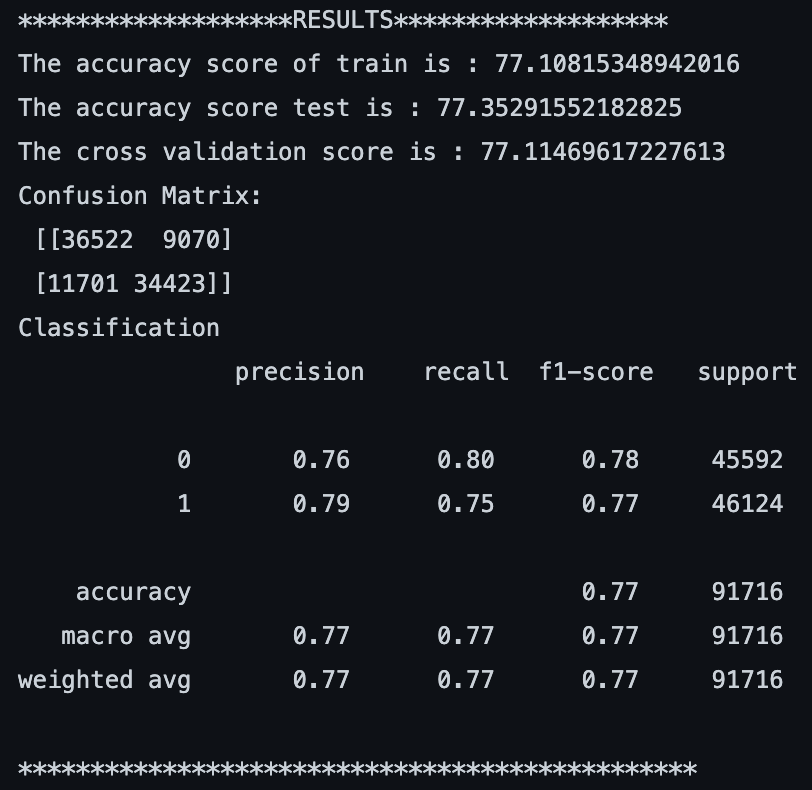 *******************RESULTS*******************
The accuracy score of train is : 77.10815348942016
The accuracy score test is : 77.35291552182825
The cross validation score is : 77.11469617227613
Confusion Matrix:
 [[36522  9070]
 [11701 34423]]
Classification
               precision    recall  f1-score   support
           0       0.76      0.80      0.78     45592
           1       0.79      0.75      0.77     46124
    accuracy                           0.77     91716
   macro avg       0.77      0.77      0.77     91716
weighted avg       0.77      0.77      0.77     91716
***********************************************